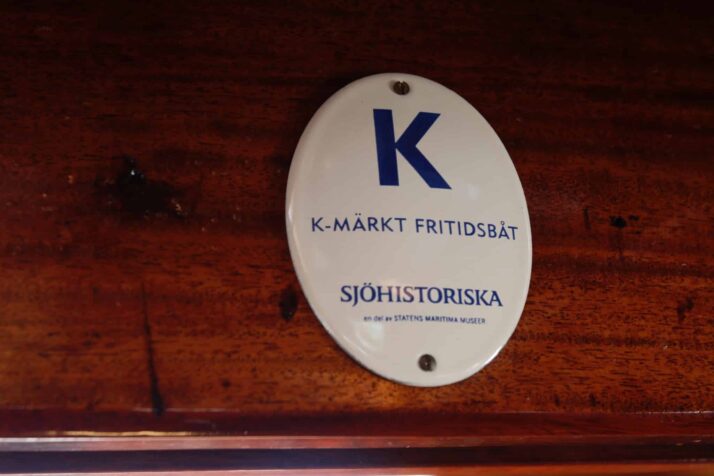 K
K-MÄRKT FRITIDSBÅT
SJÖHISTORISKA
en del av STATENS MARITIMA MUSEER